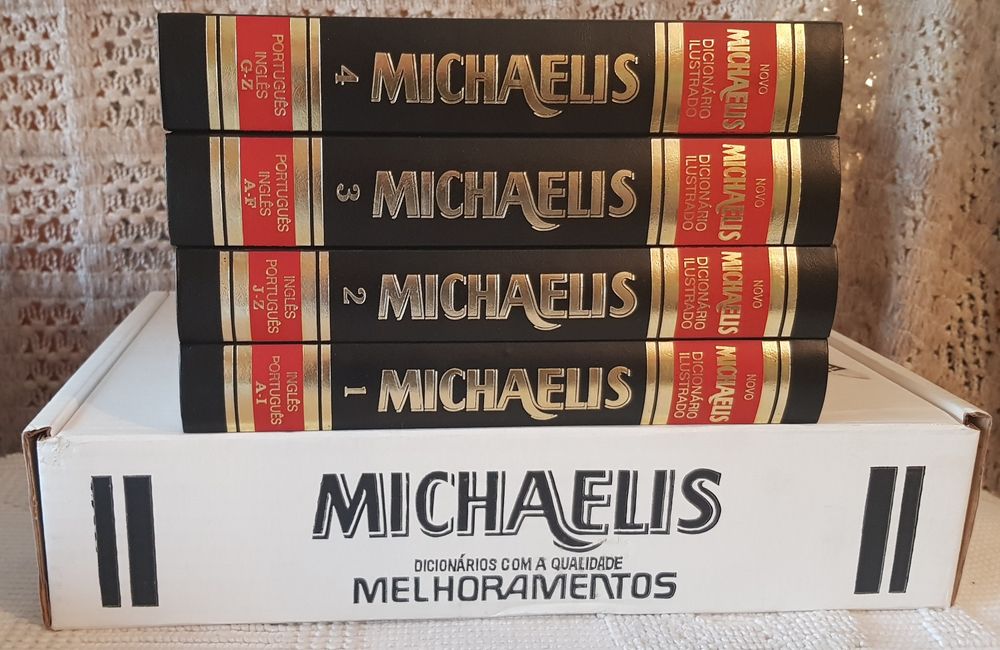 PORTUGUÊS
INGLÊS
G-Z
4
MICHAELIS
NOVO
MICHAELIS
DICIONÁRIO
ILUSTRADO
PORTUGUÊS
INGLÊS
A-F
3
MICHAELIS
NOVO
MICHAELIS
DICIONÁRIO
ILUSTRADO
INGLÊS
PORTUGUÊS
J-Z
2
MICHAELIS
NOVO
MICHAELIS
DICIONÁRIO
ILUSTRADO
INGLÊS
PORTUGUÊS
A-I
1
MICHAELIS
NOVO
MICHAELIS
DICIONÁRIO
ILUSTRADO
MICHAELIS
DICIONÁRIOS COM A QUALIDADE
MELHORAMENTOS